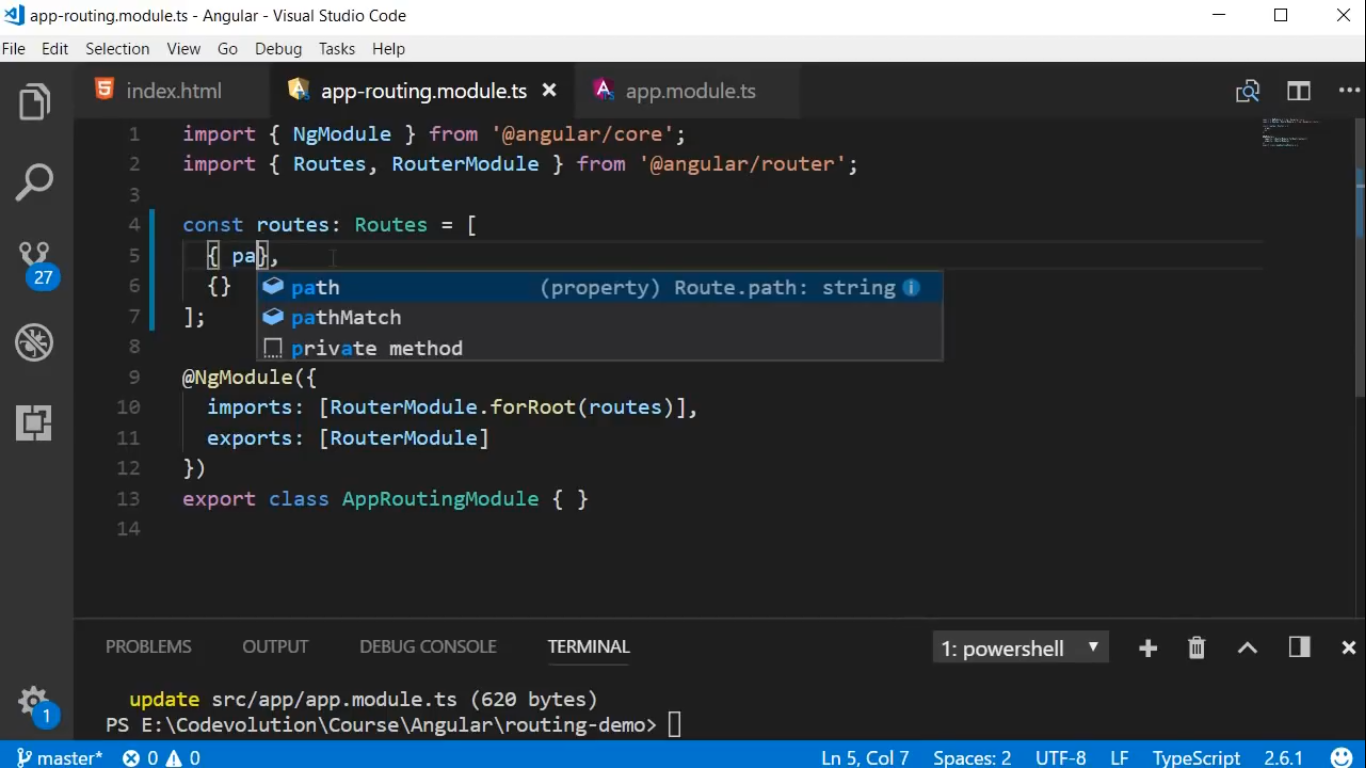 app-routing.module.ts - Angular - Visual Studio Code
File Edit Selection View Go Debug Tasks Help
index.html app-routing.module.ts app.module.ts
1 import { NgModule } from '@angular/core';
2 import { Routes, RouterModule } from '@angular/router';
3
4 const routes: Routes = [
5 { pa},
path (property) Route.path: string
6 {}
pathMatch
7 ];
private method
8
9 @NgModule({
10 imports: [RouterModule.forRoot(routes)],
11 exports: [RouterModule]
12 })
13 export class AppRoutingModule { }
14
27
PROBLEMS OUTPUT DEBUG CONSOLE TERMINAL 1: powershell
update src/app/app.module.ts (620 bytes)
PS E:\Codevolution\Course\Angular\routing-demo>
1
master* 0 0 Ln 5, Col 7 Spaces: 2 UTF-8 LF TypeScript 2.6.1